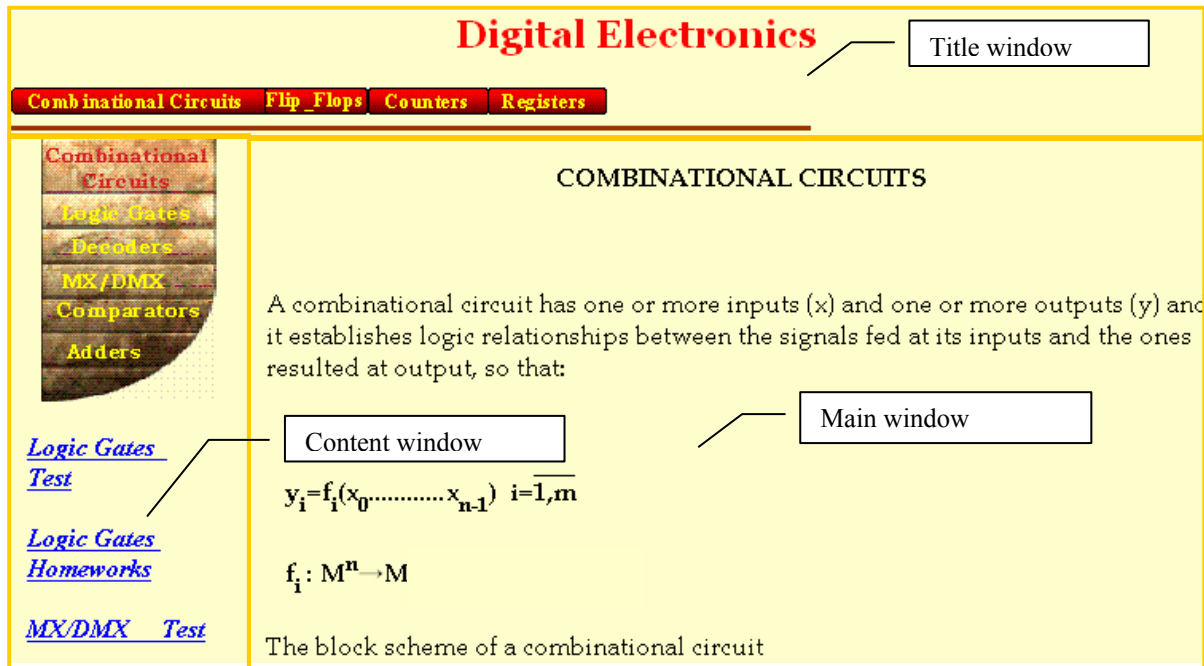 Digital Electronics
Title window
Combinational Circuits Flip_Flops Counters Registers
Combinational
Circuits
Logic Gates
Decoders
MX/DMX
Comparators
Adders
Logic Gates
Test
Logic Gates
Homeworks
MX/DMX Test
COMBINATIONAL CIRCUITS
A combinational circuit has one or more inputs (x) and one or more outputs (y) and
it establishes logic relationships between the signals fed at its inputs and the ones
resulted at output, so that:
Content window
Main window
yᵢ=fᵢ(x₀............xₙ₋₁) i=1,m
fᵢ: Mⁿ→M
The block scheme of a combinational circuit